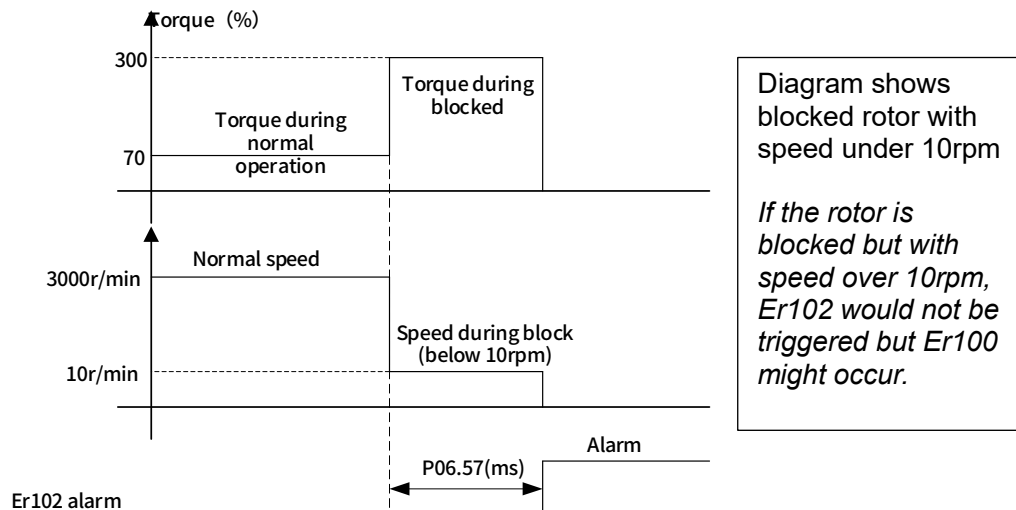 Torque（%）
300
Torque during
blocked
Torque during
normal
operation
70
Normal speed
3000r/min
Speed during block
(below 10rpm)
10r/min
Alarm
P06.57(ms)
Er102 alarm
Diagram shows
blocked rotor with
speed under 10rpm
If the rotor is
blocked but with
speed over 10rpm,
Er102 would not be
triggered but Er100
might occur.